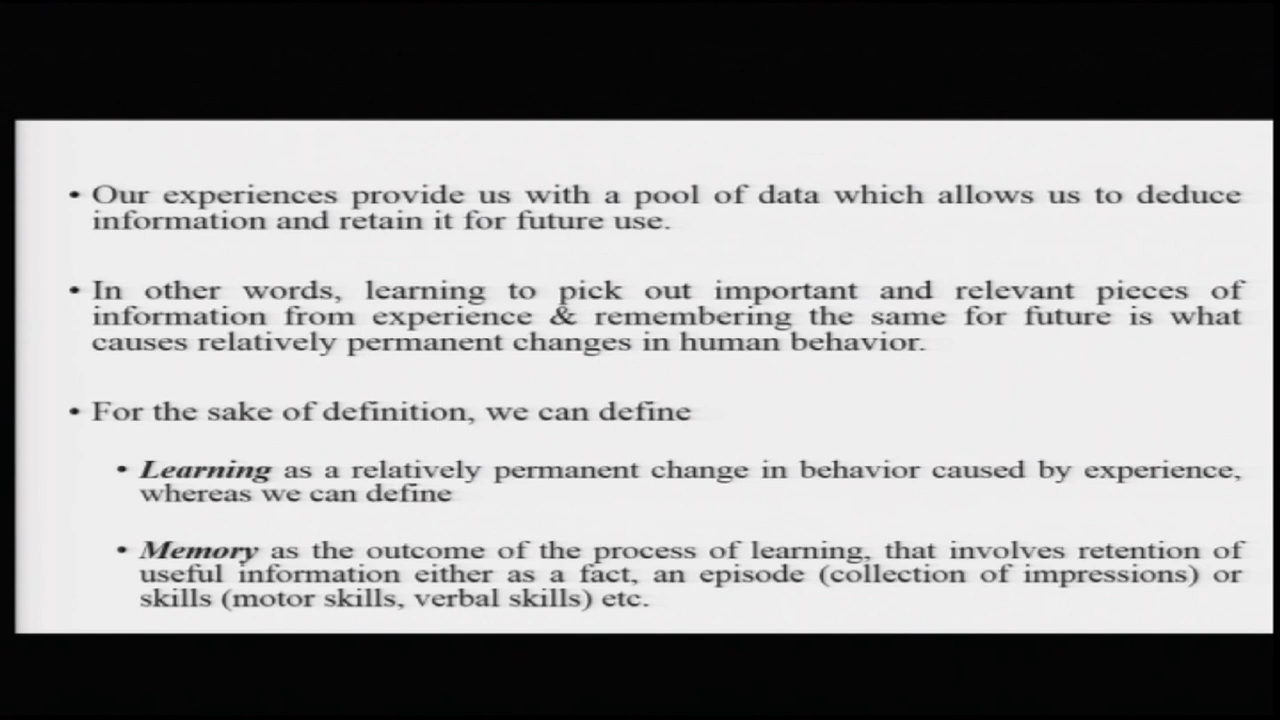 • Our experiences provide us with a pool of data which allows us to deduce
information and retain it for future use.
• In other words, learning to pick out important and relevant pieces of
information from experience & remembering the same for future is what
causes relatively permanent changes in human behavior.
• For the sake of definition, we can define
• Learning as a relatively permanent change in behavior caused by experience,
whereas we can define
• Memory as the outcome of the process of learning, that involves retention of
useful information either as a fact, an episode (collection of impressions) or
skills (motor skills, verbal skills) etc.